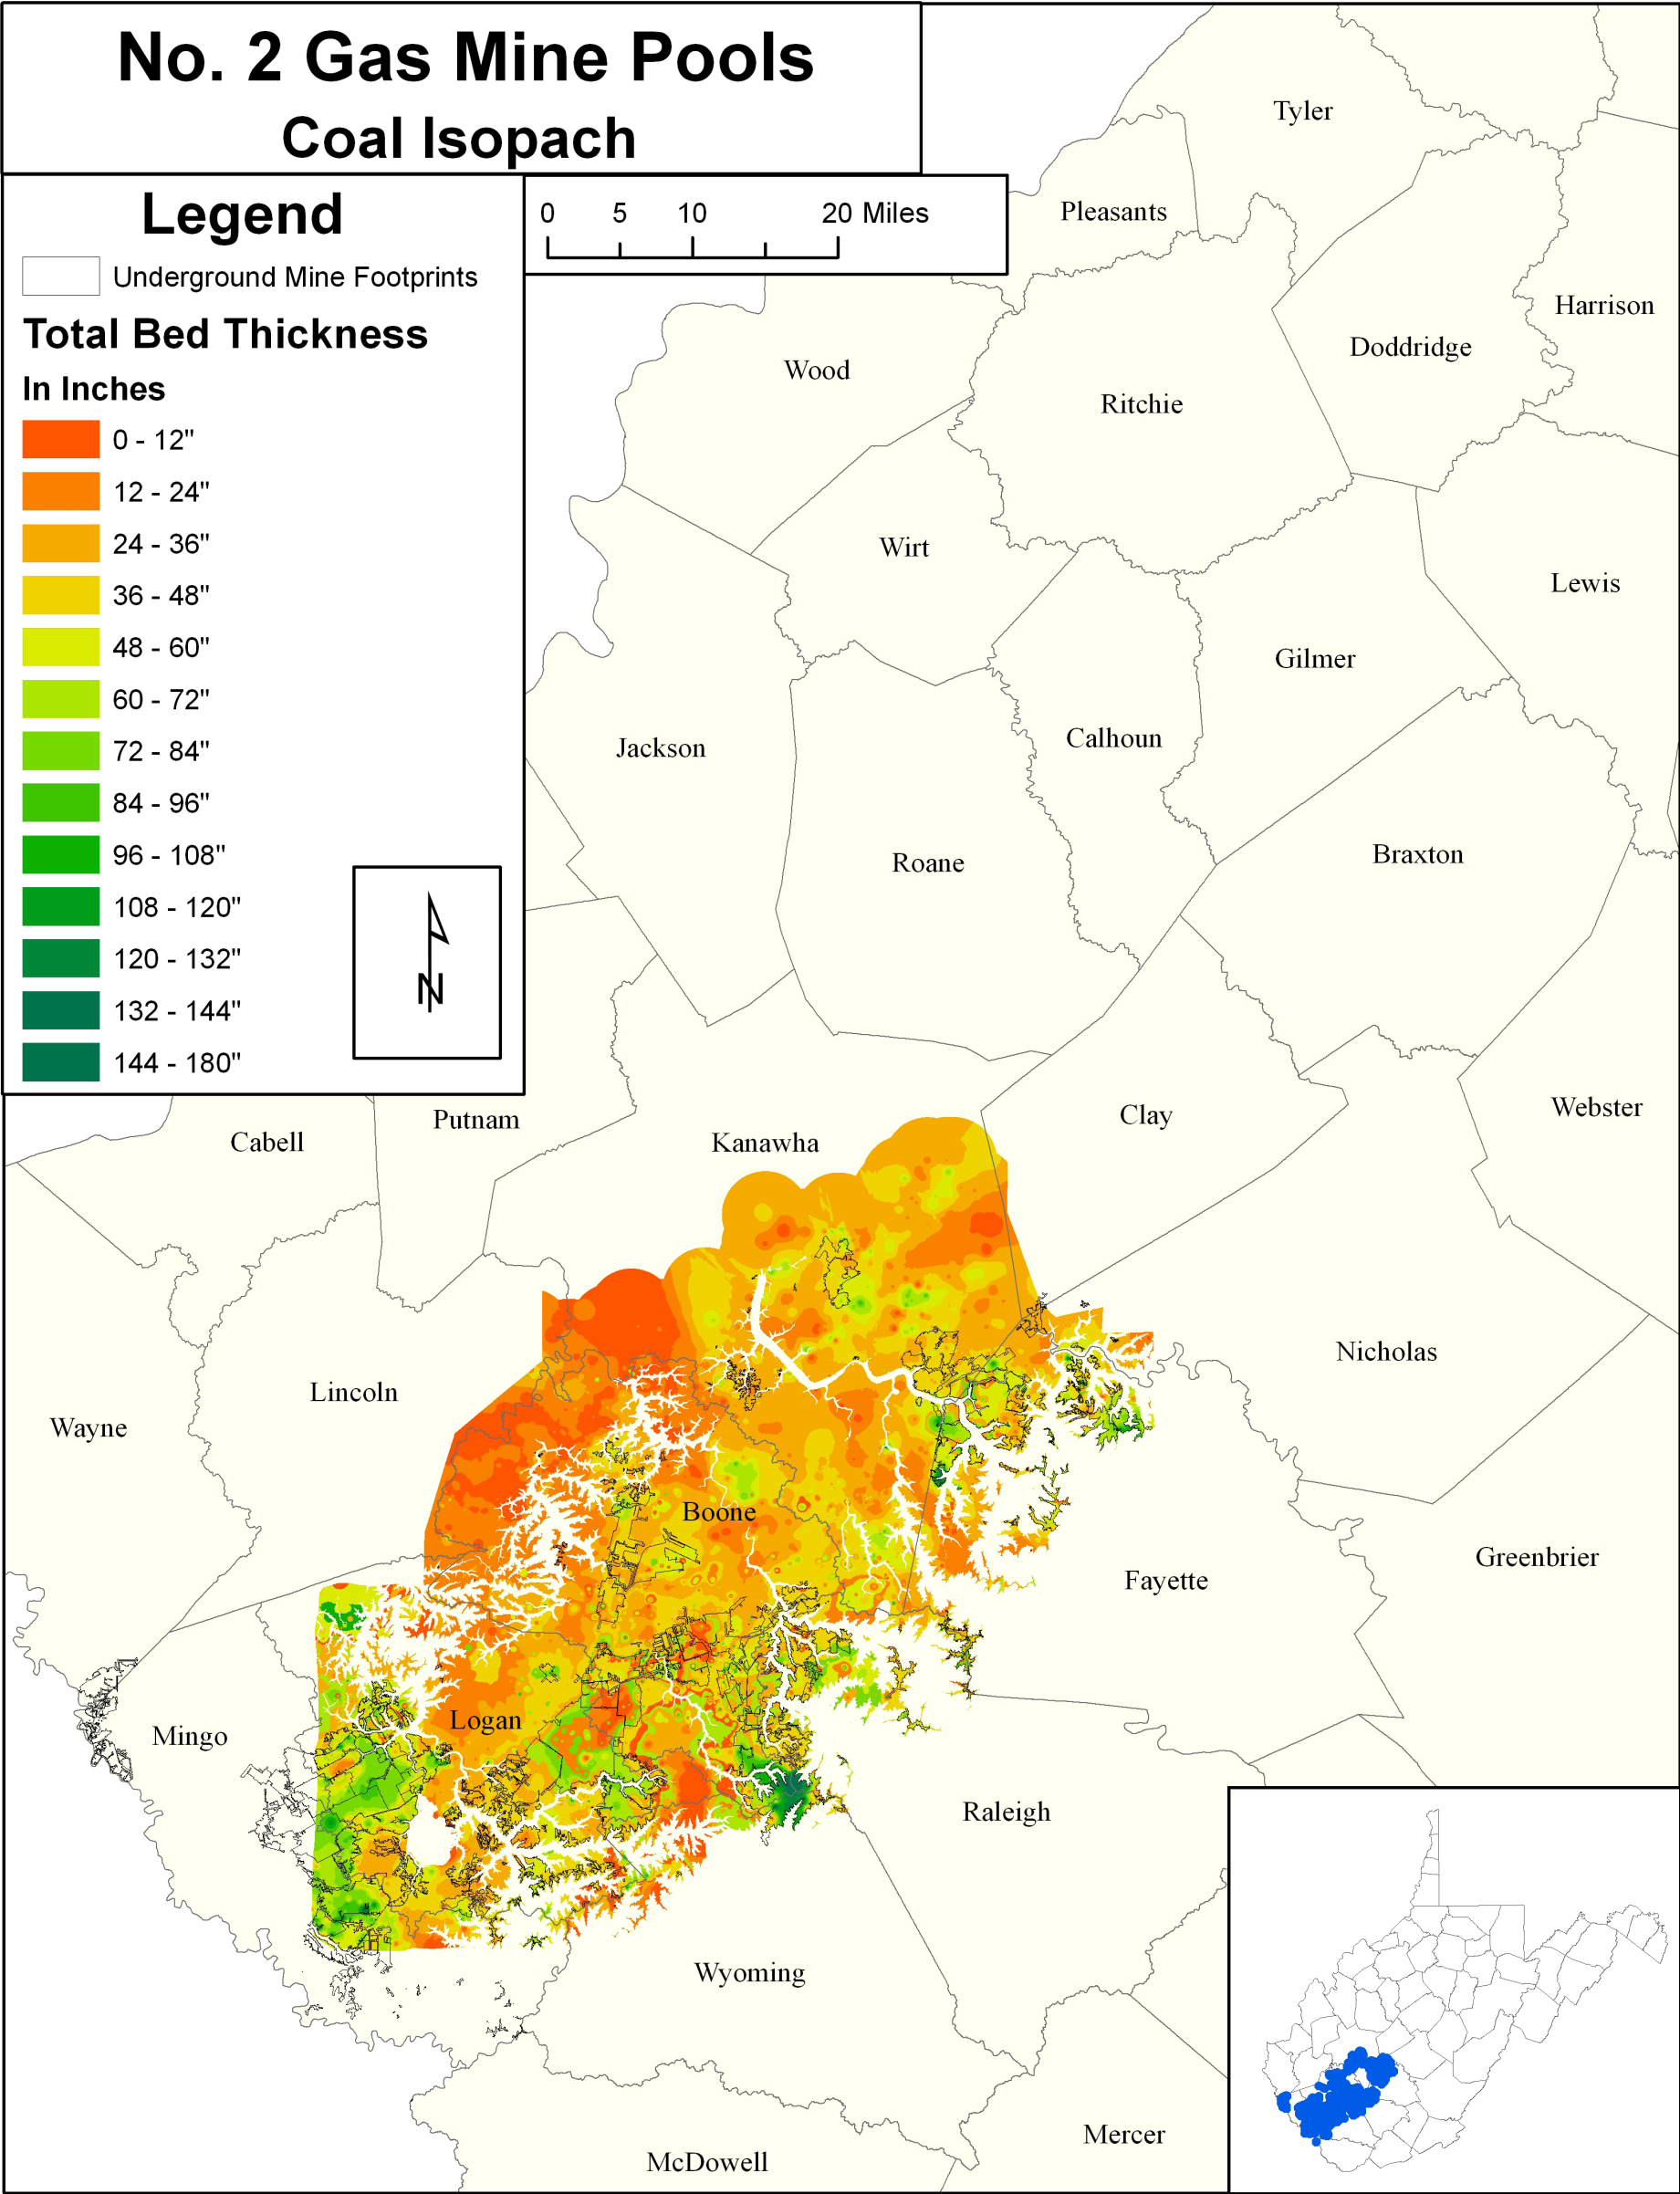 No. 2 Gas Mine Pools
Coal Isopach
Legend
Underground Mine Footprints
Total Bed Thickness
In Inches
0 - 12"
12 - 24"
24 - 36"
36 - 48"
48 - 60"
60 - 72"
72 - 84"
84 - 96"
96 - 108"
108 - 120"
120 - 132"
132 - 144"
144 - 180"
N
0 5 10 20 Miles
Tyler
Pleasants
Harrison
Doddridge
Wood
Ritchie
Wirt
Lewis
Gilmer
Calhoun
Jackson
Braxton
Roane
Webster
Clay
Putnam
Cabell
Kanawha
Nicholas
Lincoln
Wayne
Boone
Greenbrier
Fayette
Logan
Mingo
Raleigh
Wyoming
Mercer
McDowell